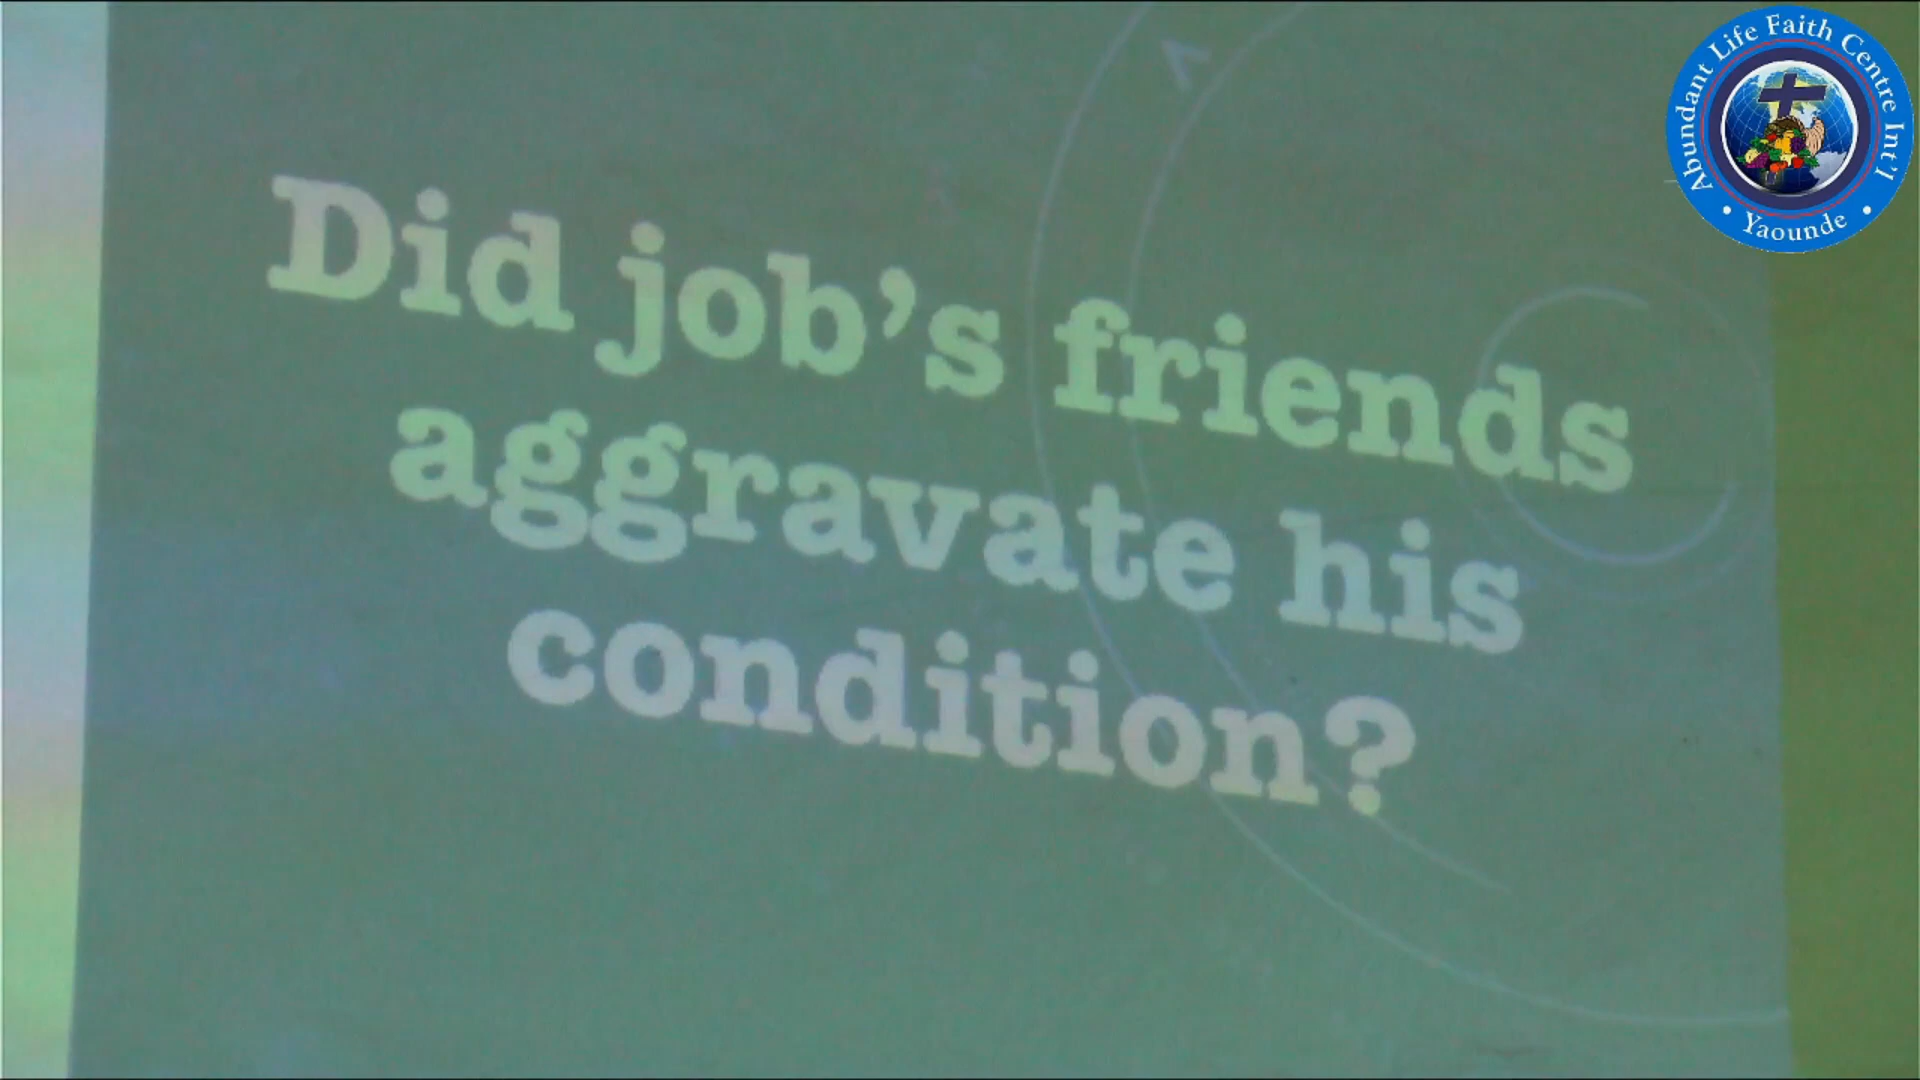 Did job's friends
aggravate his
condition?
Abundant Life Faith Centre Int'l
• Yaounde •